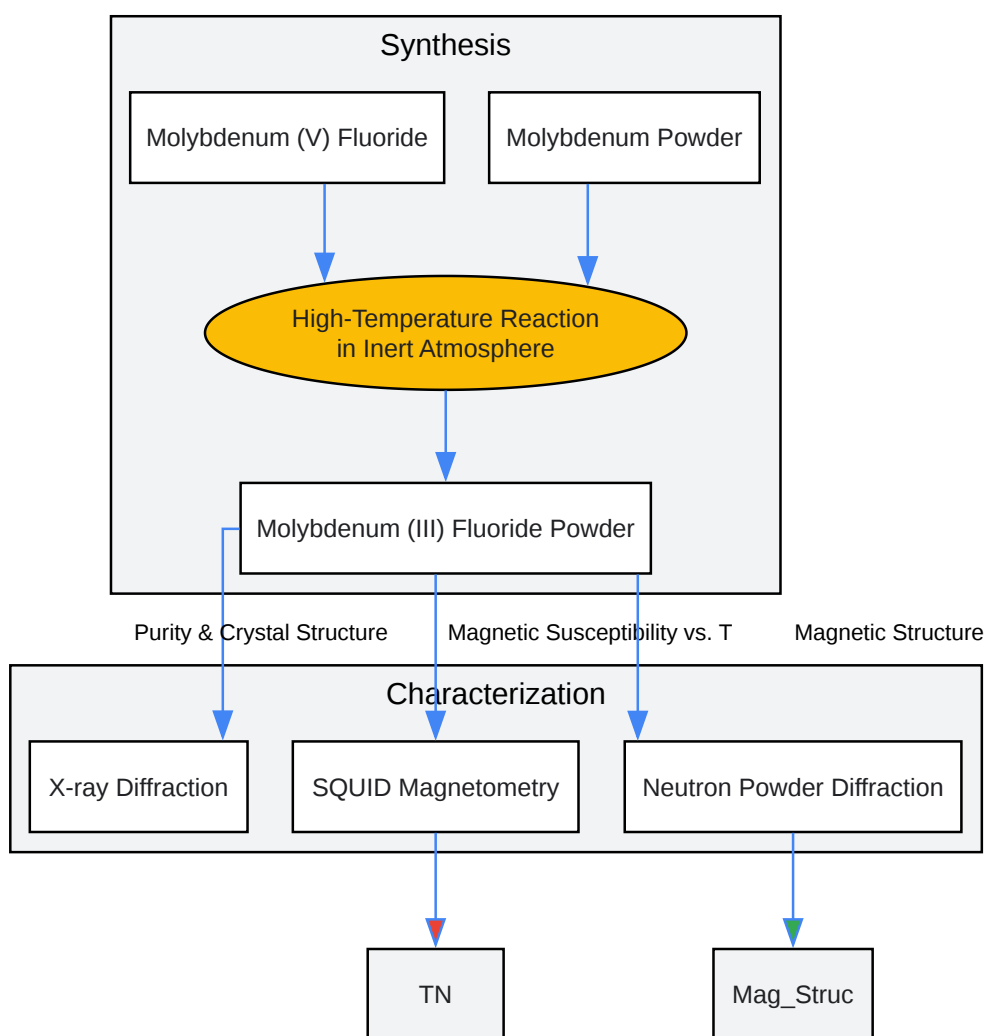 Synthesis
Molybdenum (V) Fluoride
Molybdenum Powder
High-Temperature Reaction
in Inert Atmosphere
Molybdenum (III) Fluoride Powder
Purity & Crystal Structure
Magnetic Susceptibility vs. T
Magnetic Structure
Characterization
X-ray Diffraction
SQUID Magnetometry
Neutron Powder Diffraction
TN
Mag_Struc